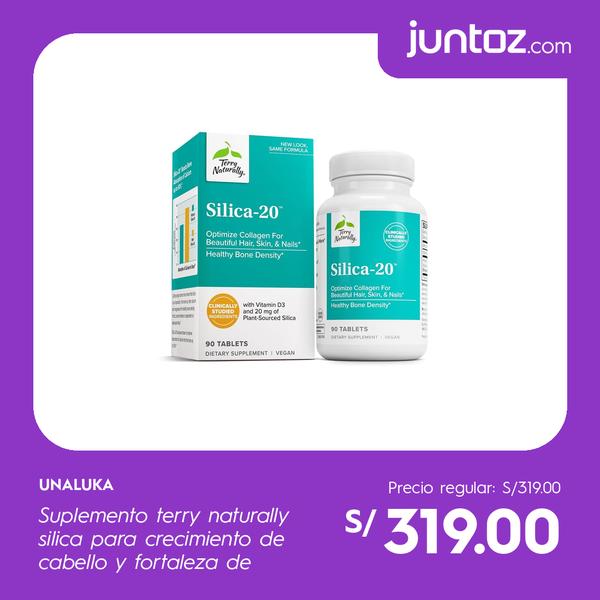 juntoz.com
NEW LOOK,
SAME FORMULA
Terry
Naturally.
Silica-20™
Optimize Collagen For
Beautiful Hair, Skin, & Nails*
Healthy Bone Density*
CLINICALLY
STUDIED
INGREDIENTS
with Vitamin D3
and 20 mg of
Plant-Sourced Silica
90 TABLETS
DIETARY SUPPLEMENT | VEGAN
Terry
Naturally.
CLINICALLY
STUDIED
INGREDIENTS
Silica-20™
Optimize Collagen For
Beautiful Hair, Skin, & Nails*
Healthy Bone Density*
90 TABLETS
DIETARY SUPPLEMENT | VEGAN
UNALUKA
Suplemento terry naturally
silica para crecimiento de
cabello y fortaleza de
Precio regular: S/319.00
S/ 319.00